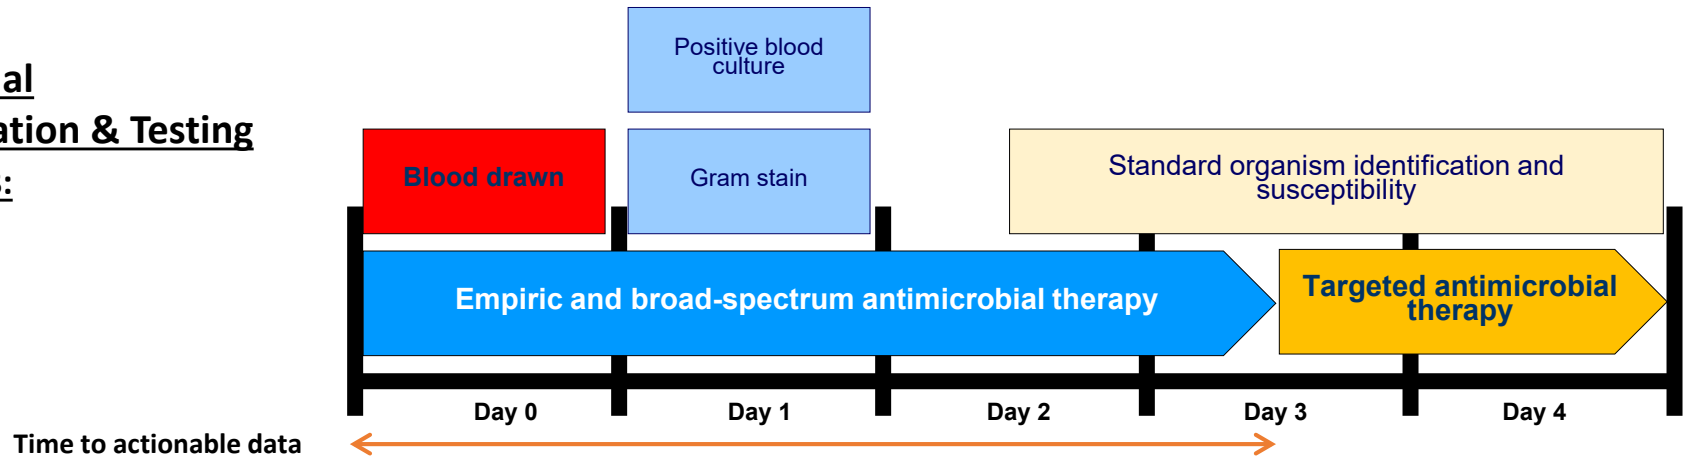 al
ation & Testing
s:
Positive blood
culture
Blood drawn
Gram stain
Standard organism identification and
susceptibility
Empiric and broad-spectrum antimicrobial therapy
Targeted antimicrobial
therapy
Day 0
Day 1
Day 2
Day 3
Day 4
Time to actionable data